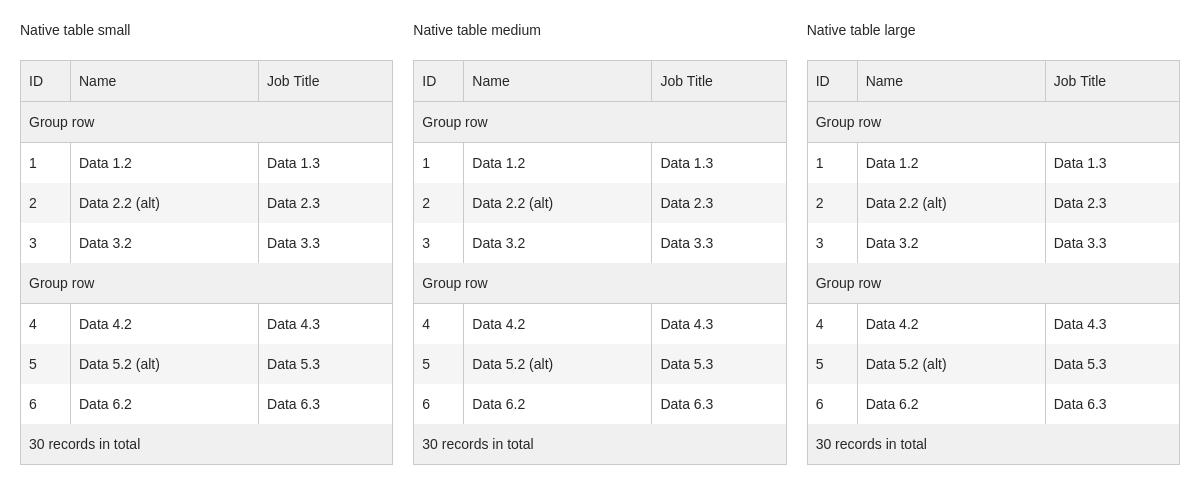 Native table small
ID Name Job Title
Group row
1 Data 1.2 Data 1.3
2 Data 2.2 (alt) Data 2.3
3 Data 3.2 Data 3.3
Group row
4 Data 4.2 Data 4.3
5 Data 5.2 (alt) Data 5.3
6 Data 6.2 Data 6.3
30 records in total
Native table medium
ID Name Job Title
Group row
1 Data 1.2 Data 1.3
2 Data 2.2 (alt) Data 2.3
3 Data 3.2 Data 3.3
Group row
4 Data 4.2 Data 4.3
5 Data 5.2 (alt) Data 5.3
6 Data 6.2 Data 6.3
30 records in total
Native table large
ID Name Job Title
Group row
1 Data 1.2 Data 1.3
2 Data 2.2 (alt) Data 2.3
3 Data 3.2 Data 3.3
Group row
4 Data 4.2 Data 4.3
5 Data 5.2 (alt) Data 5.3
6 Data 6.2 Data 6.3
30 records in total